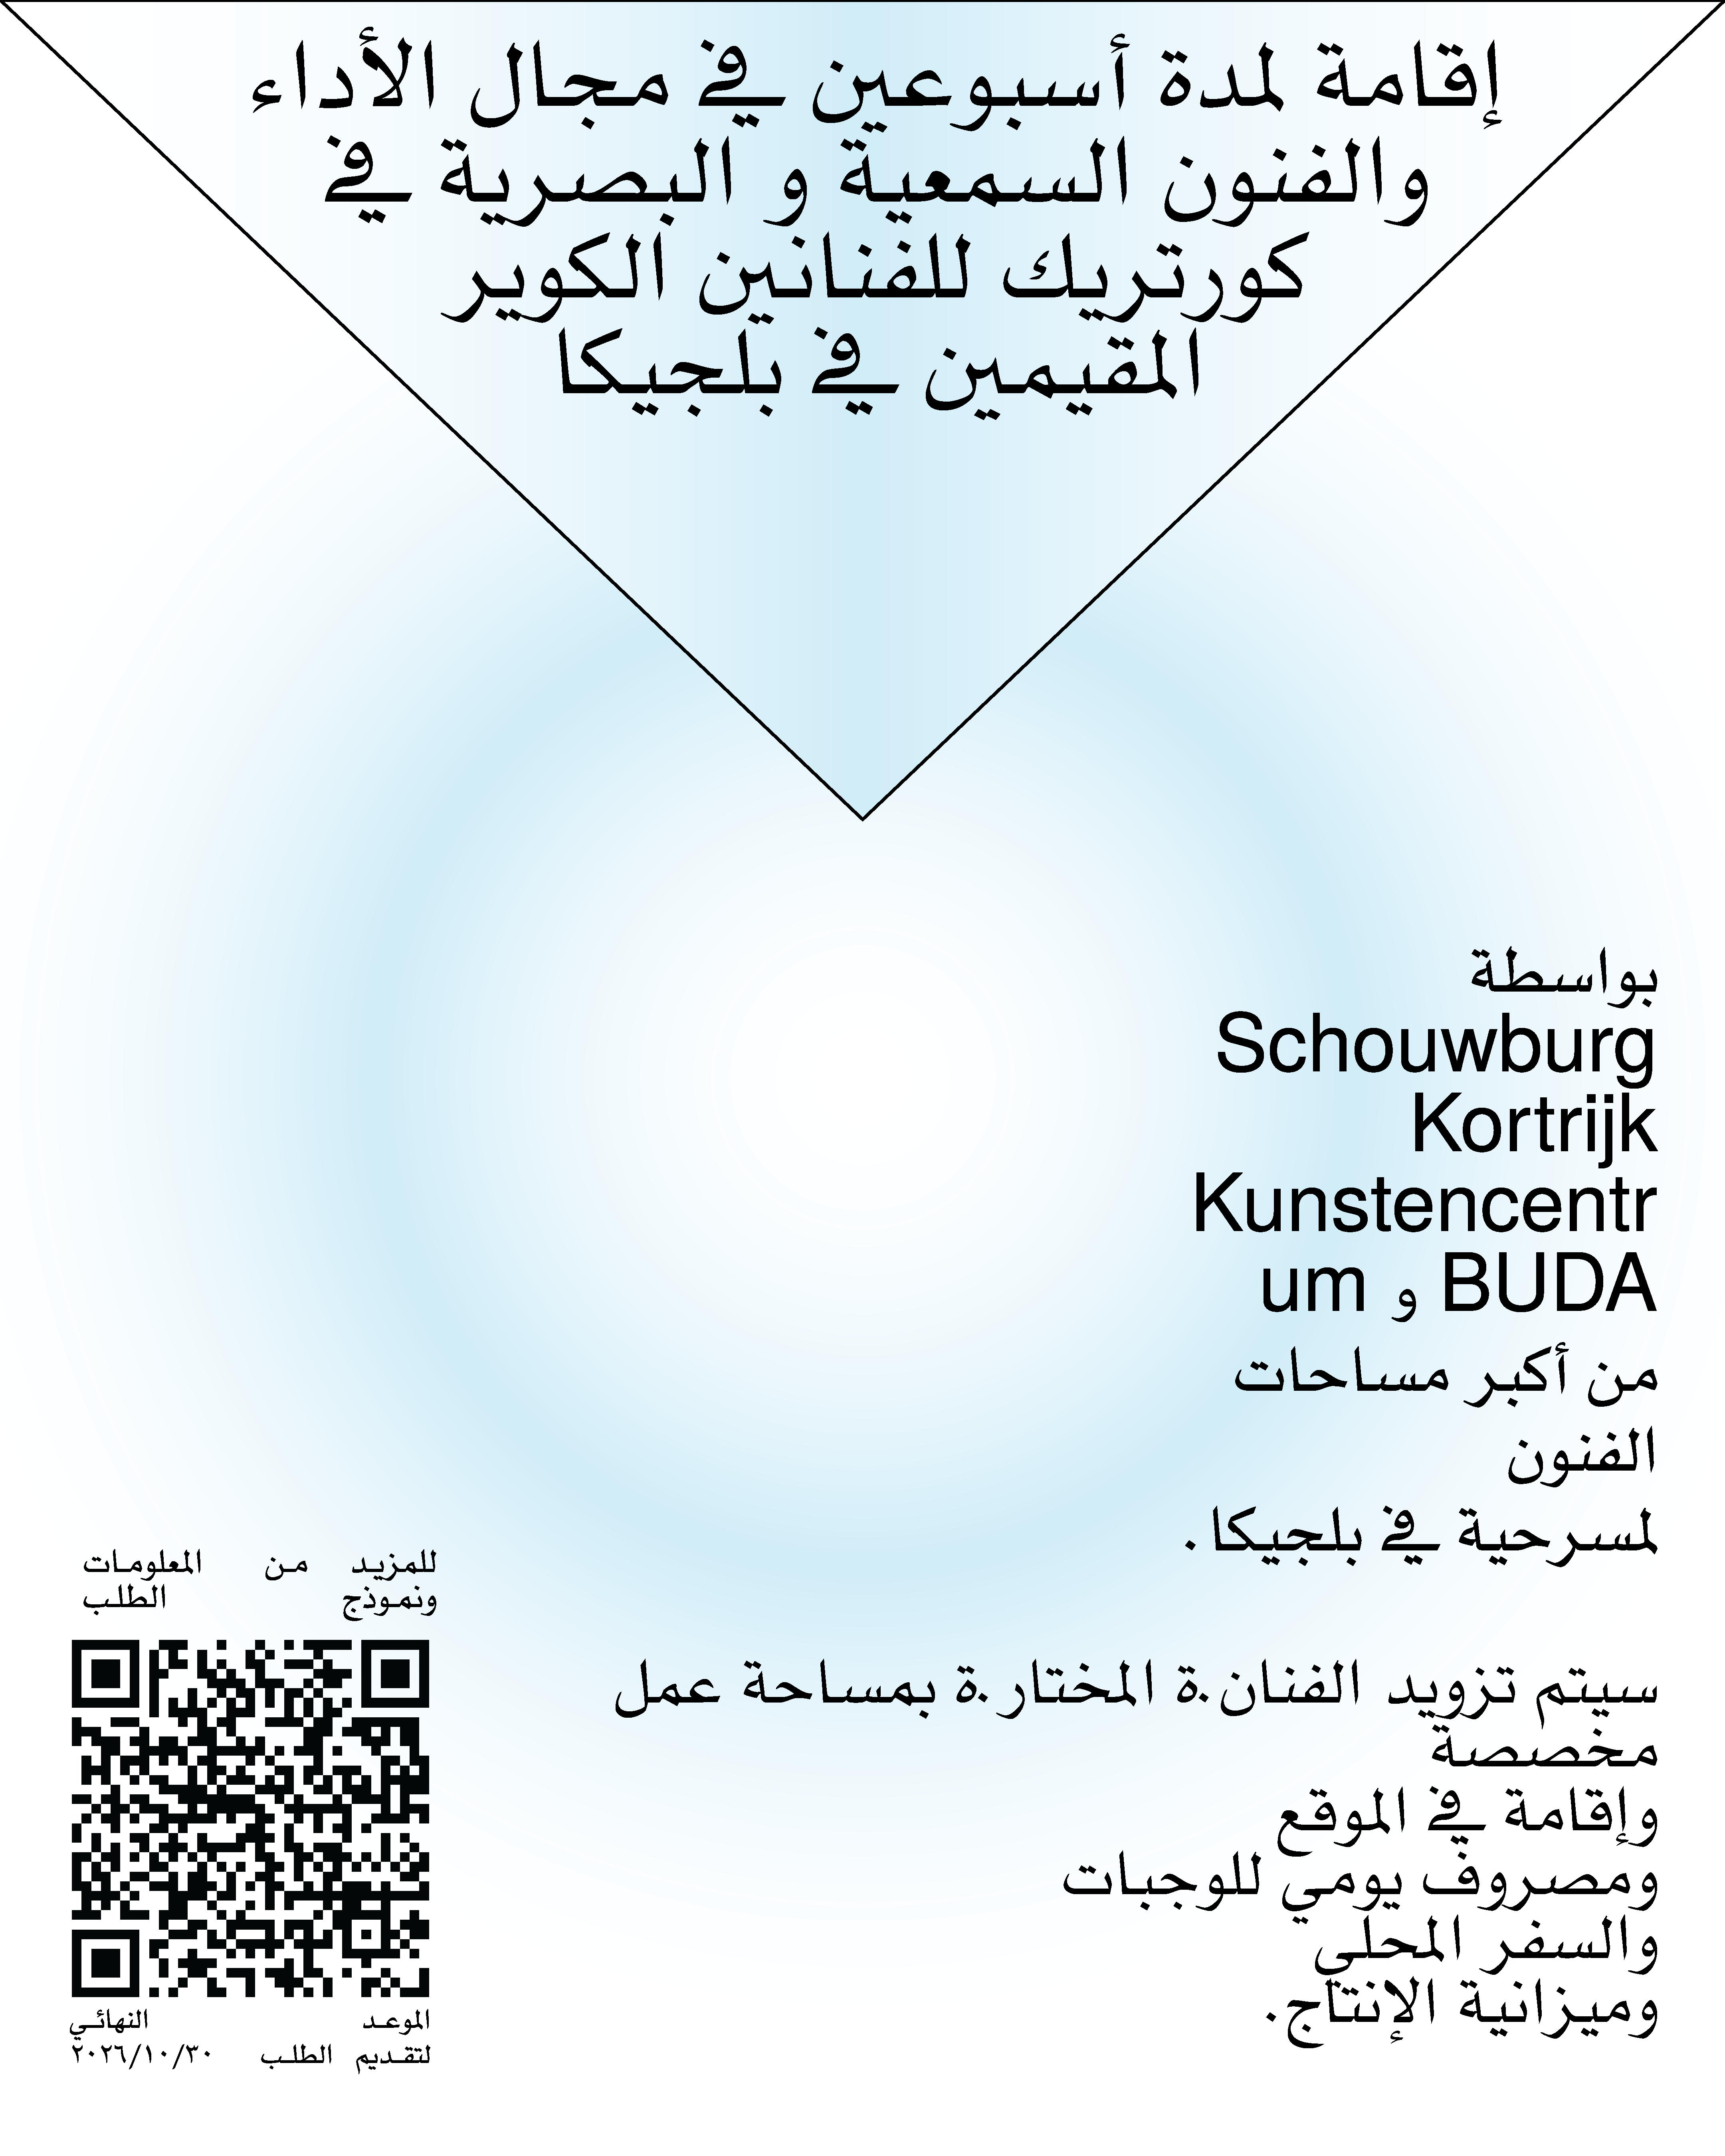 إقامة لمدة أسبوعين في مجال الأداء
والفنون السمعية و البصرية في
كورتريك للفنانين الكوير
المقيمين في بلجيكا
بواسطة
Schouwburg
Kortrijk
Kunstencentr
um و BUDA
من أكبر مساحات
الفنون
لمسرحية في بلجيكا.
سيتم تزويد الفنان.ة المختار.ة بمساحة عمل
مخصصة
وإقامة في الموقع
ومصروف يومي للوجبات
والسفر المحلي
وميزانية الإنتاج.
للمزيد من المعلومات
ونموذج الطلب
الموعد النهائي
لتقديم الطلب ٢٠٢٦/١٠/٣٠